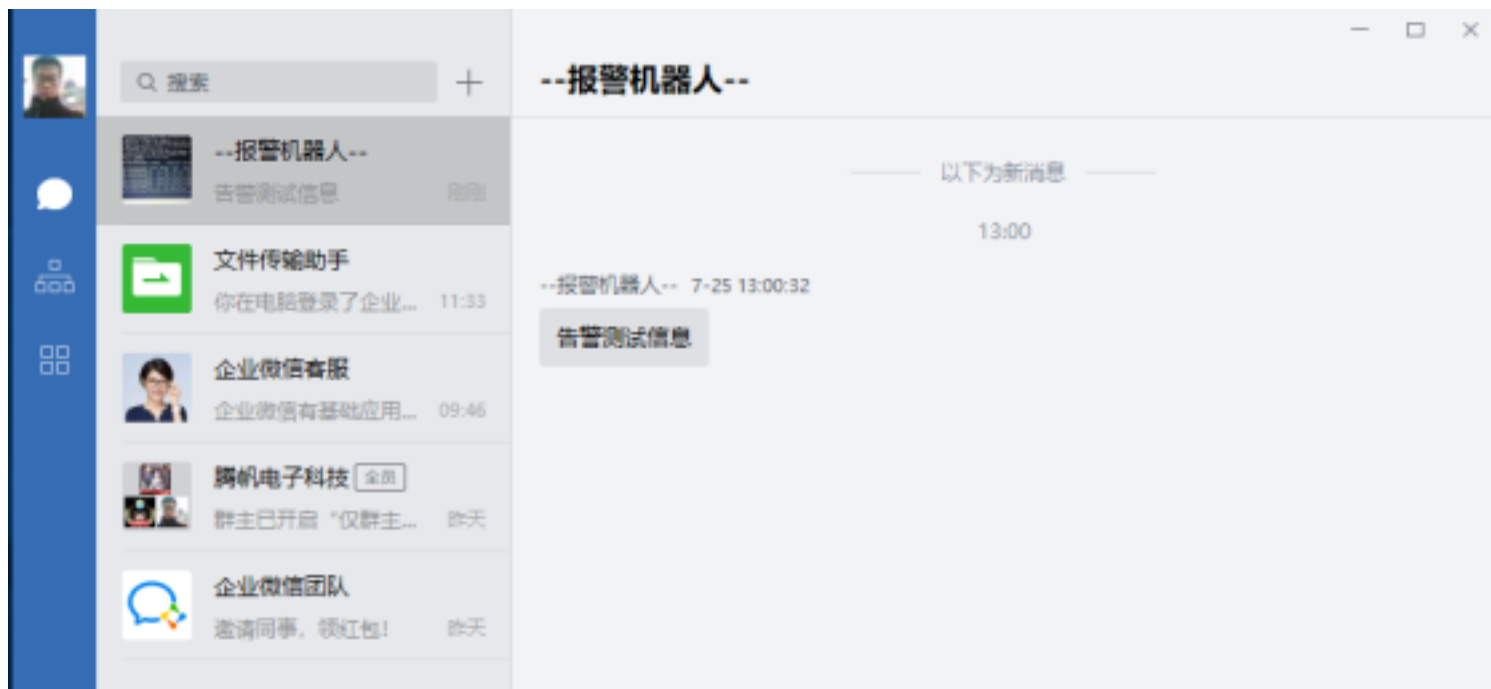 搜索
--报警机器人--
告警测试信息 刚刚
文件传输助手
你在电脑登录了企业... 11:33
企业微信客服
企业微信有基础应用... 09:46
腾帆电子科技 全员
群主已开启“仅群主... 昨天
企业微信团队
邀请同事，领红包! 昨天
--报警机器人--
以下为新消息
13:00
--报警机器人-- 7-25 13:00:32
告警测试信息